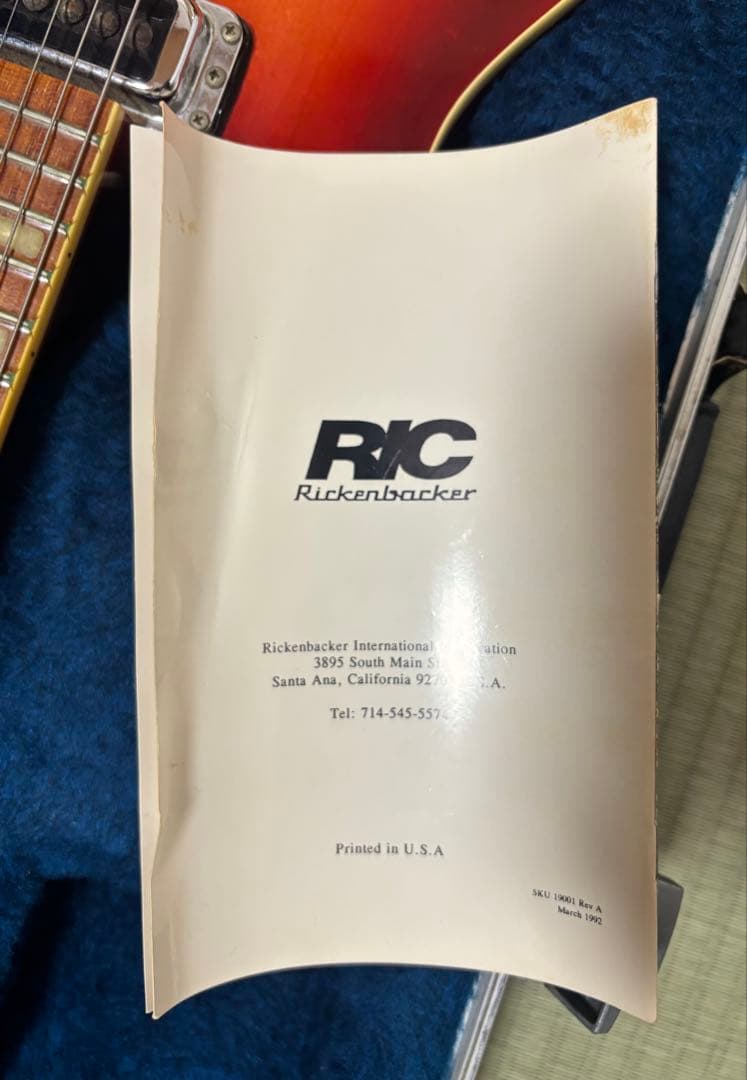 RIC
Rickenbacker
Rickenbacker International
3895 South Main
Santa Ana, California
Tel: 714-545-557
Printed in U.S.A
SKU 19001 Rev A
March 1992